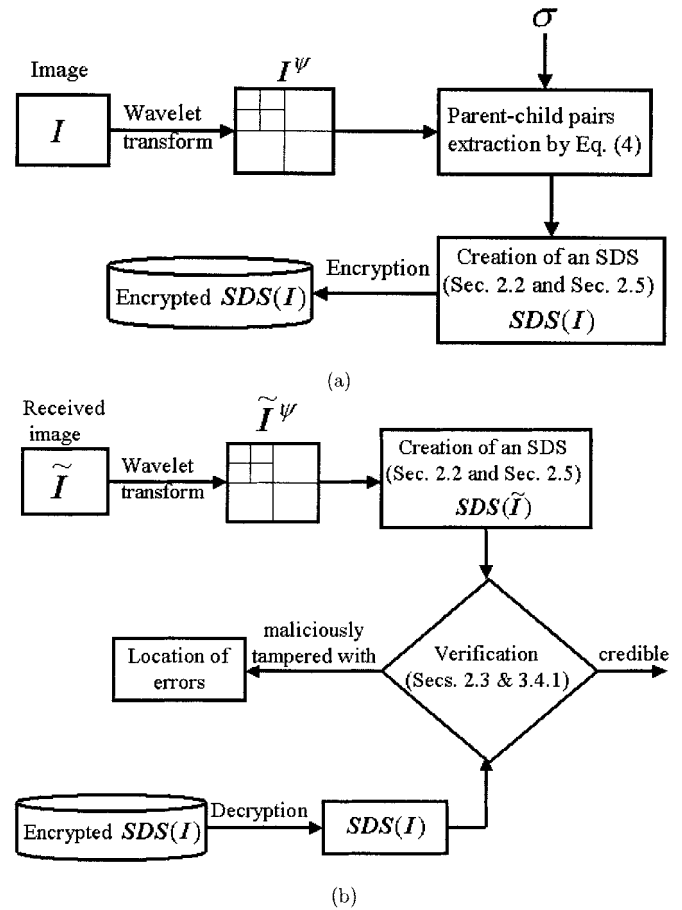 σ
Image
I^ψ
I
Wavelet
transform
Parent-child pairs
extraction by Eq. (4)
Creation of an SDS
(Sec. 2.2 and Sec. 2.5)
SDS(I)
Encryption
Encrypted SDS(I)
(a)
Received
image
Ĩ^ψ
Ĩ
Wavelet
transform
Creation of an SDS
(Sec. 2.2 and Sec. 2.5)
SDS(Ĩ)
maliciously
tampered with
Location of
errors
Verification
(Secs. 2.3 & 3.4.1)
credible
Encrypted SDS(I)
Decryption
SDS(I)
(b)